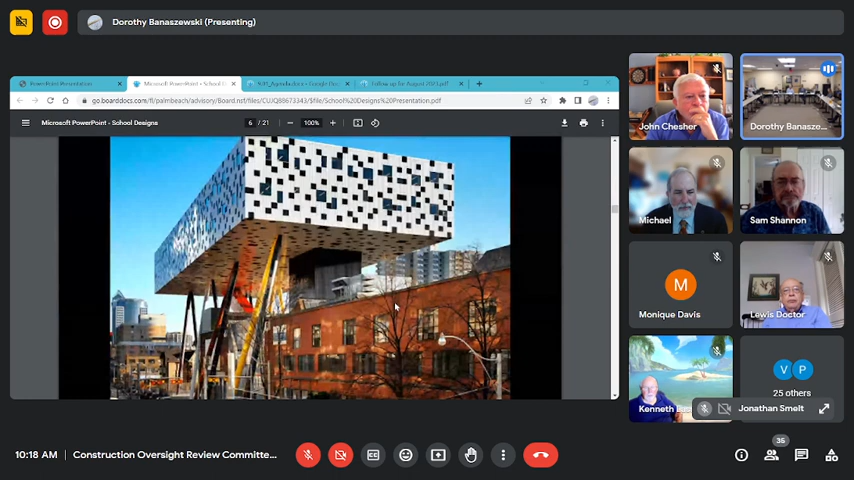 Dorothy Banaszewski (Presenting)
PowerPoint Presentation
Microsoft PowerPoint - School D
Follow up for August 2023.pdf
go.boarddocs.com/fl/palmbeach/advisory/Board.nsf/files/CUJQ88673343/$file/School%20Designs%20Presentation.pdf
Microsoft PowerPoint - School Designs
6 / 21
100%
John Chesher
Dorothy Banasze...
Michael
Sam Shannon
M
Monique Davis
Lewis Doctor
V P
25 others
Jonathan Smelt
10:18 AM | Construction Oversight Review Committe...
35